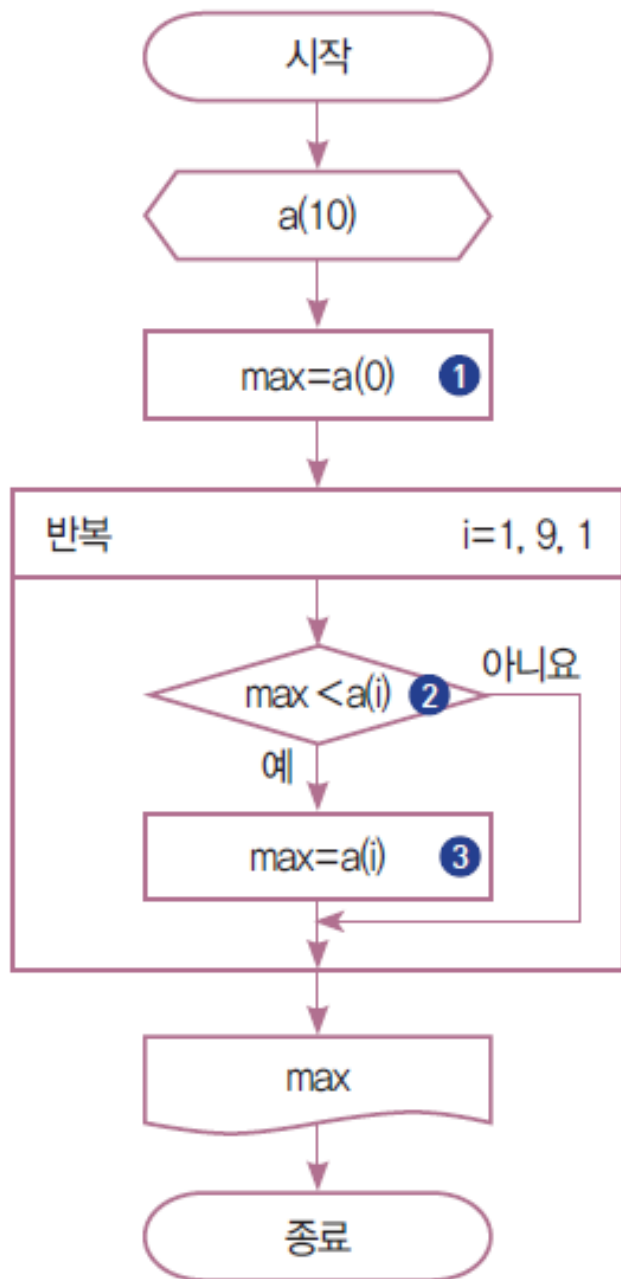 시작
a(10)
max=a(0) 1
반복 i=1, 9, 1
max<a(i) 2
아니요
예
max=a(i) 3
max
종료